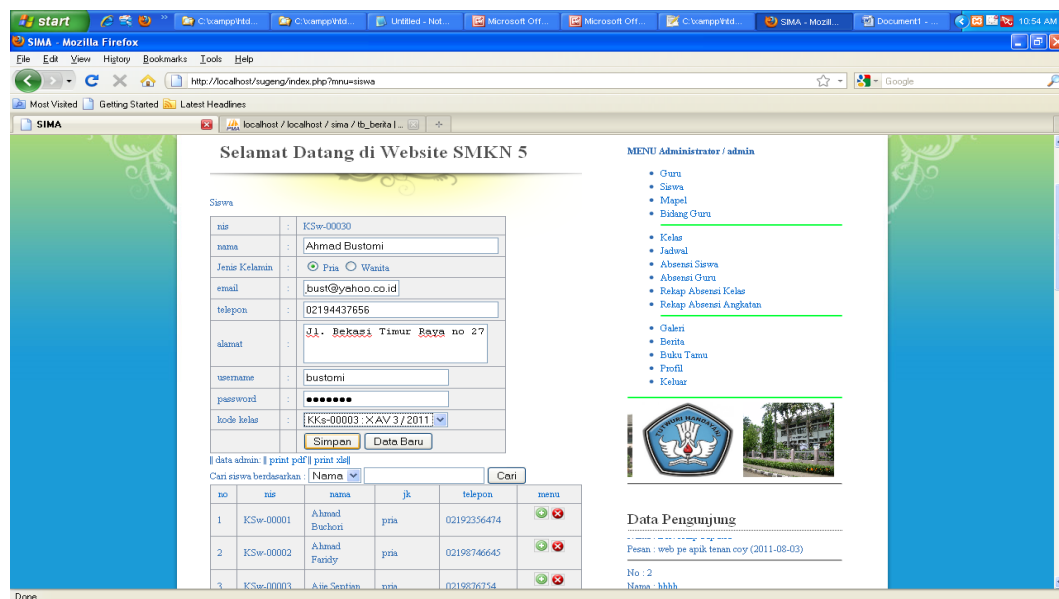 start
C:\xampp\htd...
C:\xampp\htd...
Untitled - Not...
Microsoft Off...
Microsoft Off...
C:\xampp\htd...
SIMA - Mozill...
Document1 - ...
10:54 AM
SIMA - Mozilla Firefox
File Edit View History Bookmarks Tools Help
http://localhost/sugeng/index.php?mnu=siswa
Google
Most Visited Getting Started Latest Headlines
SIMA
localhost / localhost / sima / tb_berita | ...
Selamat Datang di Website SMKN 5
Siswa
nis : KSw-00030
nama : Ahmad Bustomi
Jenis Kelamin : Pria Wanita
email : _bust@yahoo.co.id
telepon : 02194437656
alamat : Jl. Bekasi Timur Raya no 27
username : bustomi
password : •••••••
kode kelas : KKs-00003 : X AV 3 / 2011
Simpan Data Baru
|| data admin: || print pdf || print xls||
Cari siswa berdasarkan : Nama Cari
no nis nama jk telepon menu
1 KSw-00001 Ahmad Buchori pria 02192356474
2 KSw-00002 Ahmad Faridy pria 02198746645
3 KSw-00003 Ajie Septian pria 0219876754
MENU Administrator / admin
Guru
Siswa
Mapel
Bidang Guru
Kelas
Jadwal
Absensi Siswa
Absensi Guru
Rekap Absensi Kelas
Rekap Absensi Angkatan
Galeri
Berita
Buku Tamu
Profil
Keluar
TUTWURI HANDAYANI
Data Pengunjung
Pesan : web pe apik tenan coy (2011-08-03)
No : 2
Nama : hhhh
Done